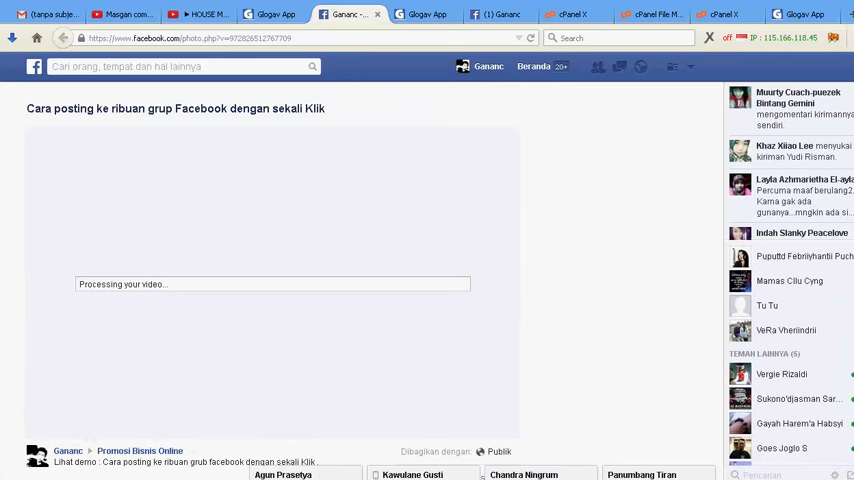 (tanpa subje...
Masgan com...
► HOUSE M...
Glogav App
Gananc -...
Glogav App
(1) Gananc
cPanel X
cPanel File M...
cPanel X
Glogav App
https://www.facebook.com/photo.php?v=972826512767709
Search
off
IP : 115.166.118.45
Cari orang, tempat dan hal lainnya
Gananc
Beranda 20+
Cara posting ke ribuan grup Facebook dengan sekali Klik
Processing your video...
Gananc ► Promosi Bisnis Online
Lihat demo : Cara posting ke ribuan grub facebook dengan sekali Klik .
Dibagikan dengan: Publik
Agun Prasetya
Kawulane Gusti
Chandra Ningrum
Panumbang Tiran
Muurty Cuach-puezek
Bintang Gemini
mengomentari kirimannya
sendiri.
Khaz Xiiao Lee menyukai
kiriman Yudi Risman.
Layla Azhmarietha El-ayla
Percuma maaf berulang2.
Karna gak ada
gunanya...mngkin ada si
Indah Slanky Peacelove
Puputtd Febriiyhantii Puch
Mamas CIlu Cyng
Tu Tu
VeRa Vheriindrii
TEMAN LAINNYA (5)
Vergie Rizaldi
Sukono'djasman Sar...
Gayah Harem'a Habsyi
Goes Joglo S
Pencarian